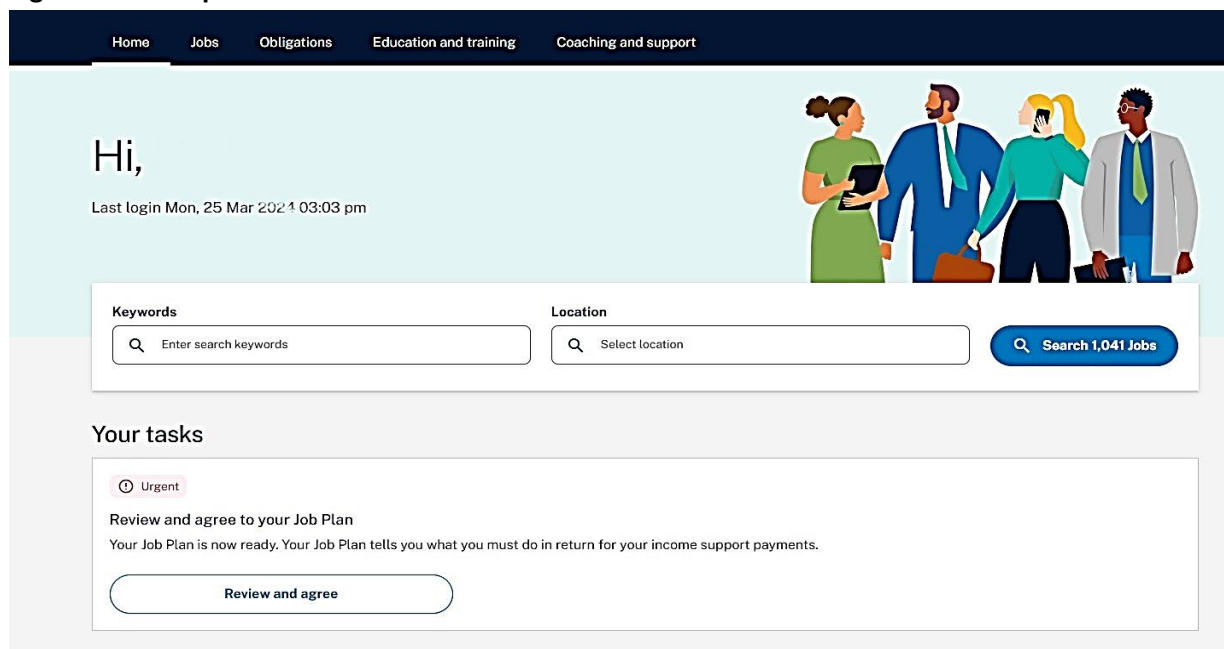 Home Jobs Obligations Education and training Coaching and support
Hi,
Last login Mon, 25 Mar 2024 03:03 pm
Keywords Location
Enter search keywords Select location Search 1,041 Jobs
Your tasks
Urgent
Review and agree to your Job Plan
Your Job Plan is now ready. Your Job Plan tells you what you must do in return for your income support payments.
Review and agree